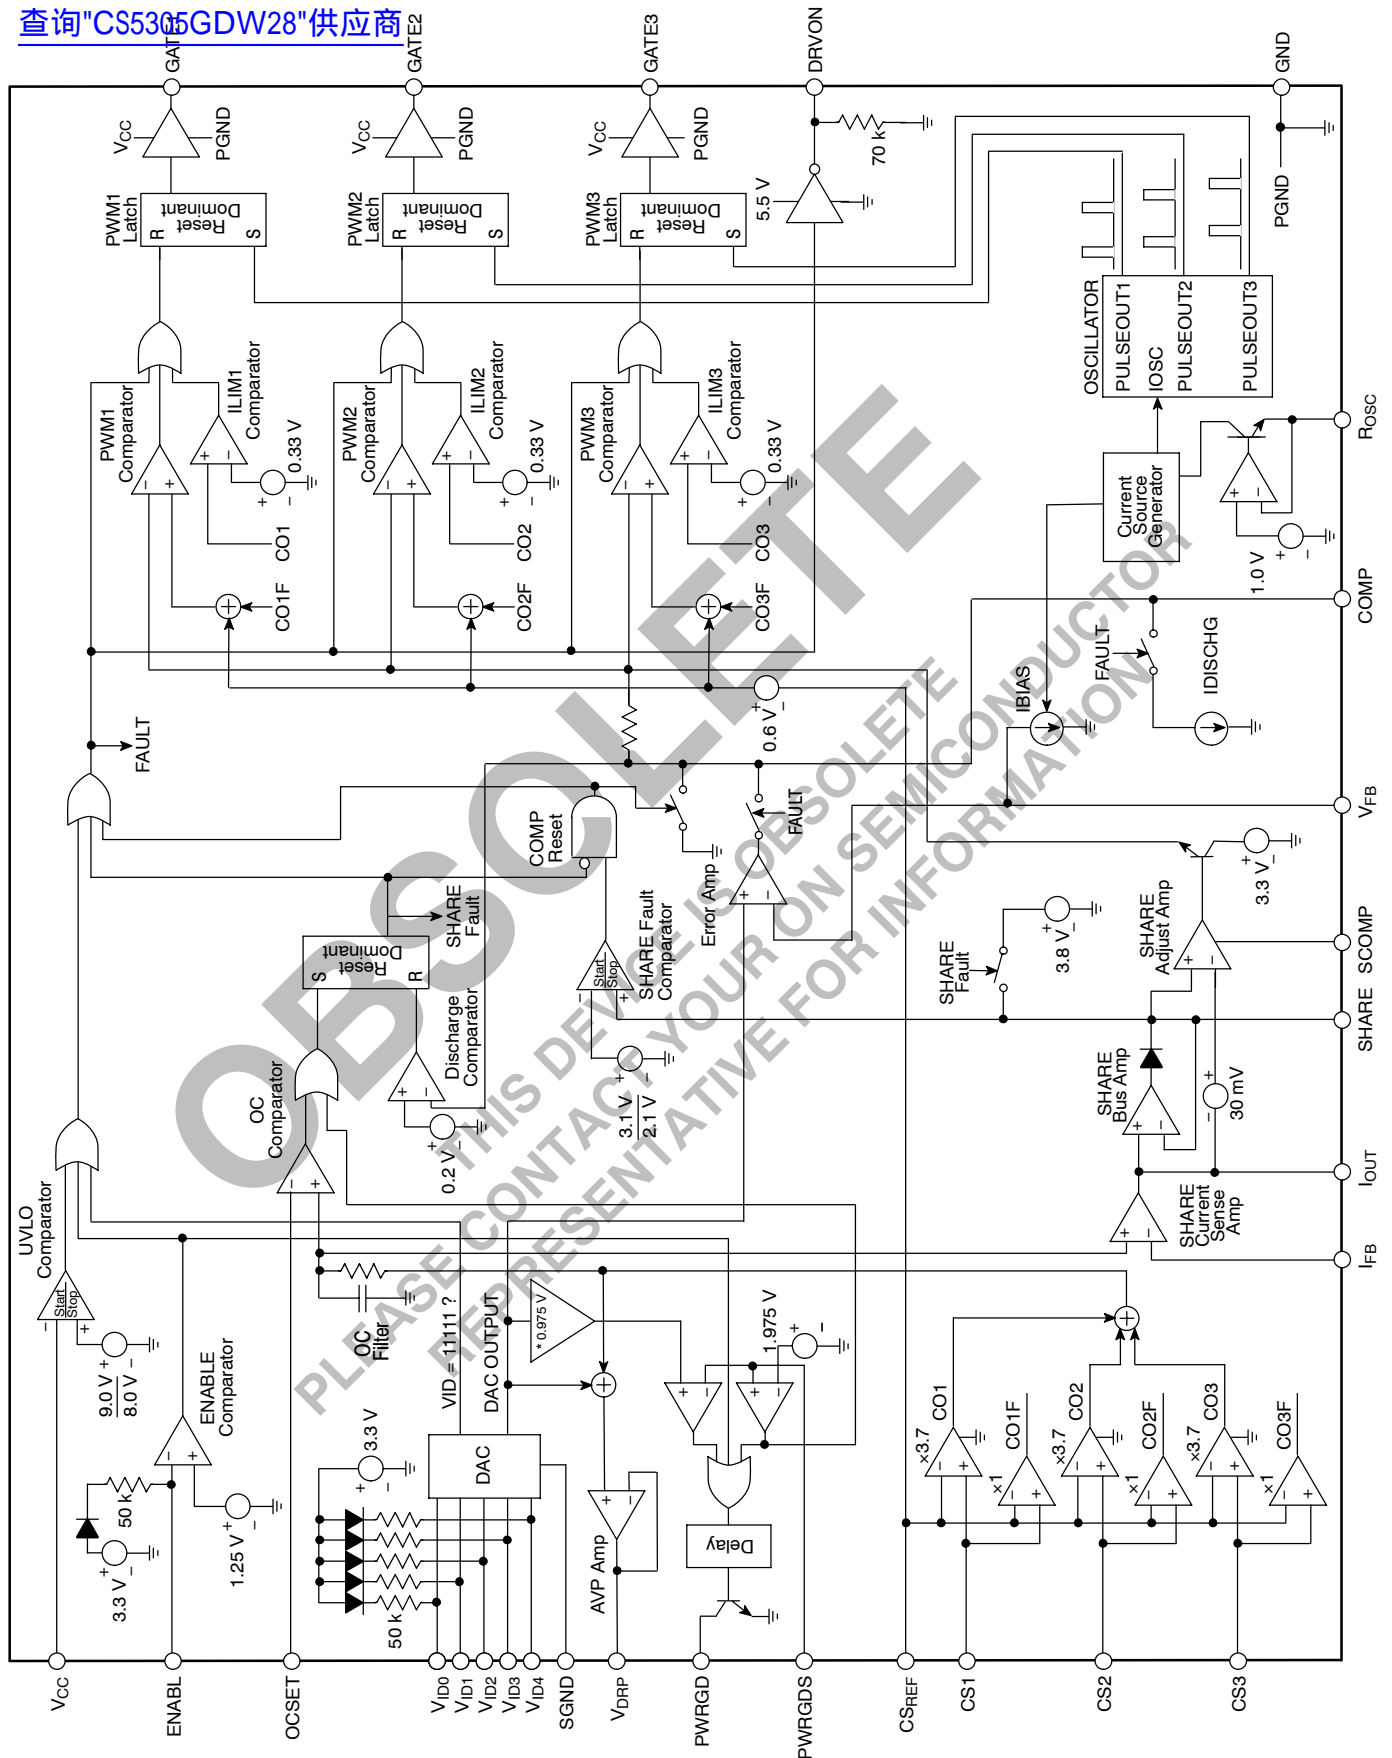 查询"CS5305GDW28"供应商
GATE1
GATE2
GATE3
DRVON
GND
VCC
PGND
VCC
PGND
VCC
PGND
70 k
5.5 V
PGND
PWM1
Latch
Reset
Dominant
R
S
PWM2
Latch
Reset
Dominant
R
S
PWM3
Latch
Reset
Dominant
R
S
OSCILLATOR
PULSEOUT1
IOSC
PULSEOUT2
PULSEOUT3
PWM1
Comparator
ILIM1
Comparator
0.33 V
CO1
CO1F
PWM2
Comparator
ILIM2
Comparator
0.33 V
CO2
CO2F
PWM3
Comparator
ILIM3
Comparator
0.33 V
CO3
CO3F
Current
Source
Generator
1.0 V
ROSC
COMP
FAULT
IDISCHG
IBIAS
0.6 V
FAULT
COMP
Reset
FAULT
Error Amp
VFB
SHARE
Fault
Reset
Dominant
S
R
Discharge
Comparator
0.2 V
OC
Comparator
SHARE Fault
Comparator
Start
Stop
3.1 V
2.1 V
SHARE
Fault
3.8 V
SHARE
Adjust Amp
3.3 V
SCOMP
SHARE
SHARE
Bus Amp
30 mV
IOUT
SHARE
Current
Sense
Amp
IFB
UVLO
Comparator
Start
Stop
9.0 V
8.0 V
ENABLE
Comparator
50 k
3.3 V
1.25 V
OC
Filter
VID = 11111 ?
DAC OUTPUT
* 0.975 V
1.975 V
3.3 V
DAC
50 k
AVP Amp
Delay
×3.7
CO1
×1
CO1F
×3.7
CO2
×1
CO2F
×3.7
CO3
×1
CO3F
VCC
ENABL
OCSET
VID0
VID1
VID2
VID3
VID4
SGND
VDRP
PWRGD
PWRGDS
CSREF
CS1
CS2
CS3
OBSOLETE
THIS DEVICE IS OBSOLETE
PLEASE CONTACT YOUR ON SEMICONDUCTOR
REPRESENTATIVE FOR INFORMATION